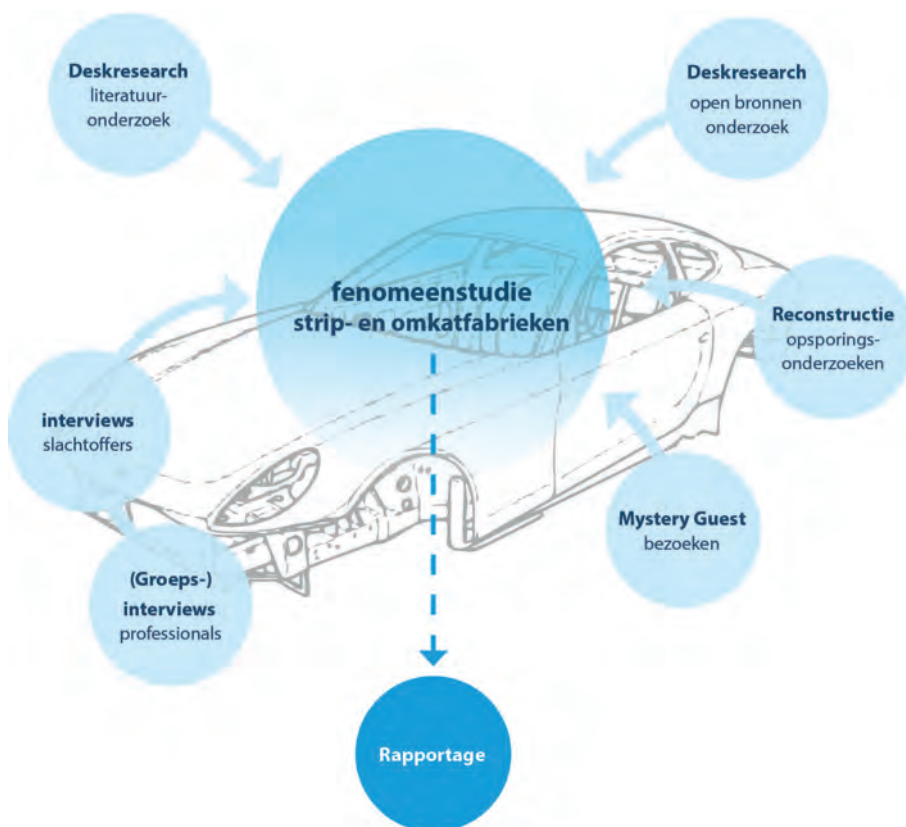 Deskresearch
literatuur-
onderzoek
Deskresearch
open bronnen
onderzoek
fenomeenstudie
strip- en omkatfabrieken
Reconstructie
opsporings-
onderzoeken
interviews
slachtoffers
Mystery Guest
bezoeken
(Groeps-)
interviews
professionals
Rapportage